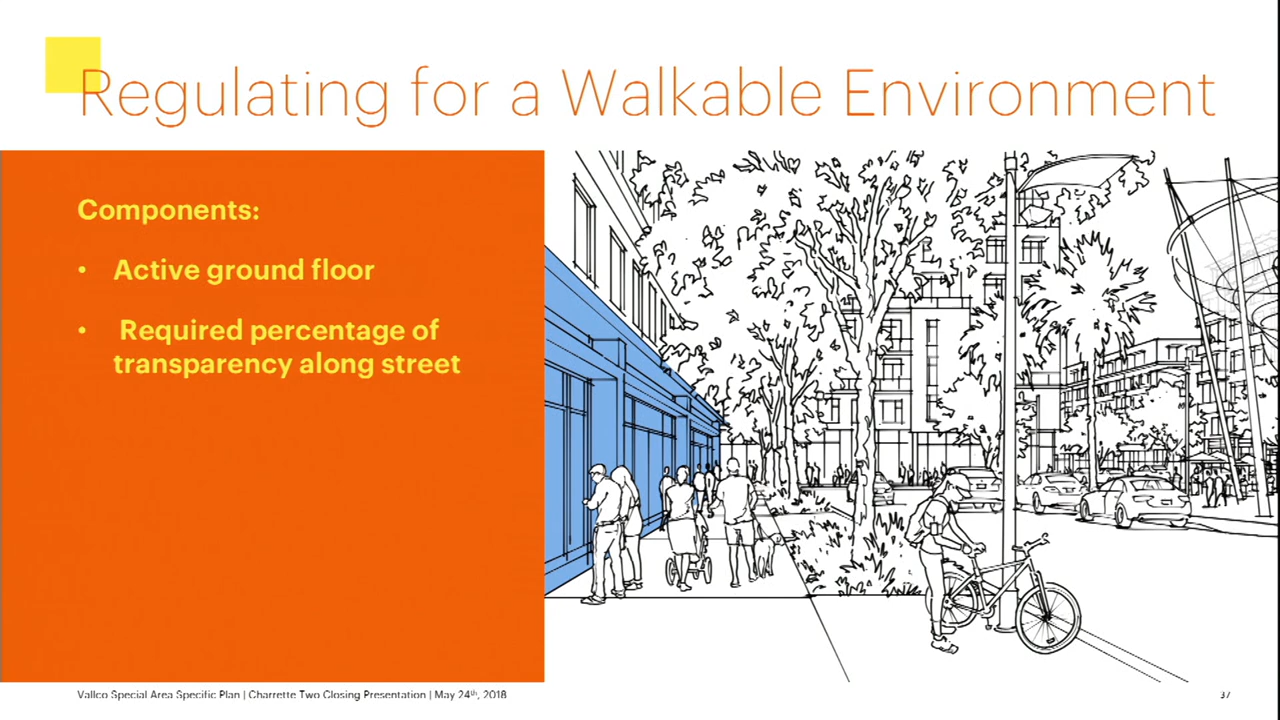 Regulating for a Walkable Environment
Components:
• Active ground floor
• Required percentage of
transparency along street
Vallco Special Area Specific Plan | Charrette Two Closing Presentation | May 24th, 2018
37